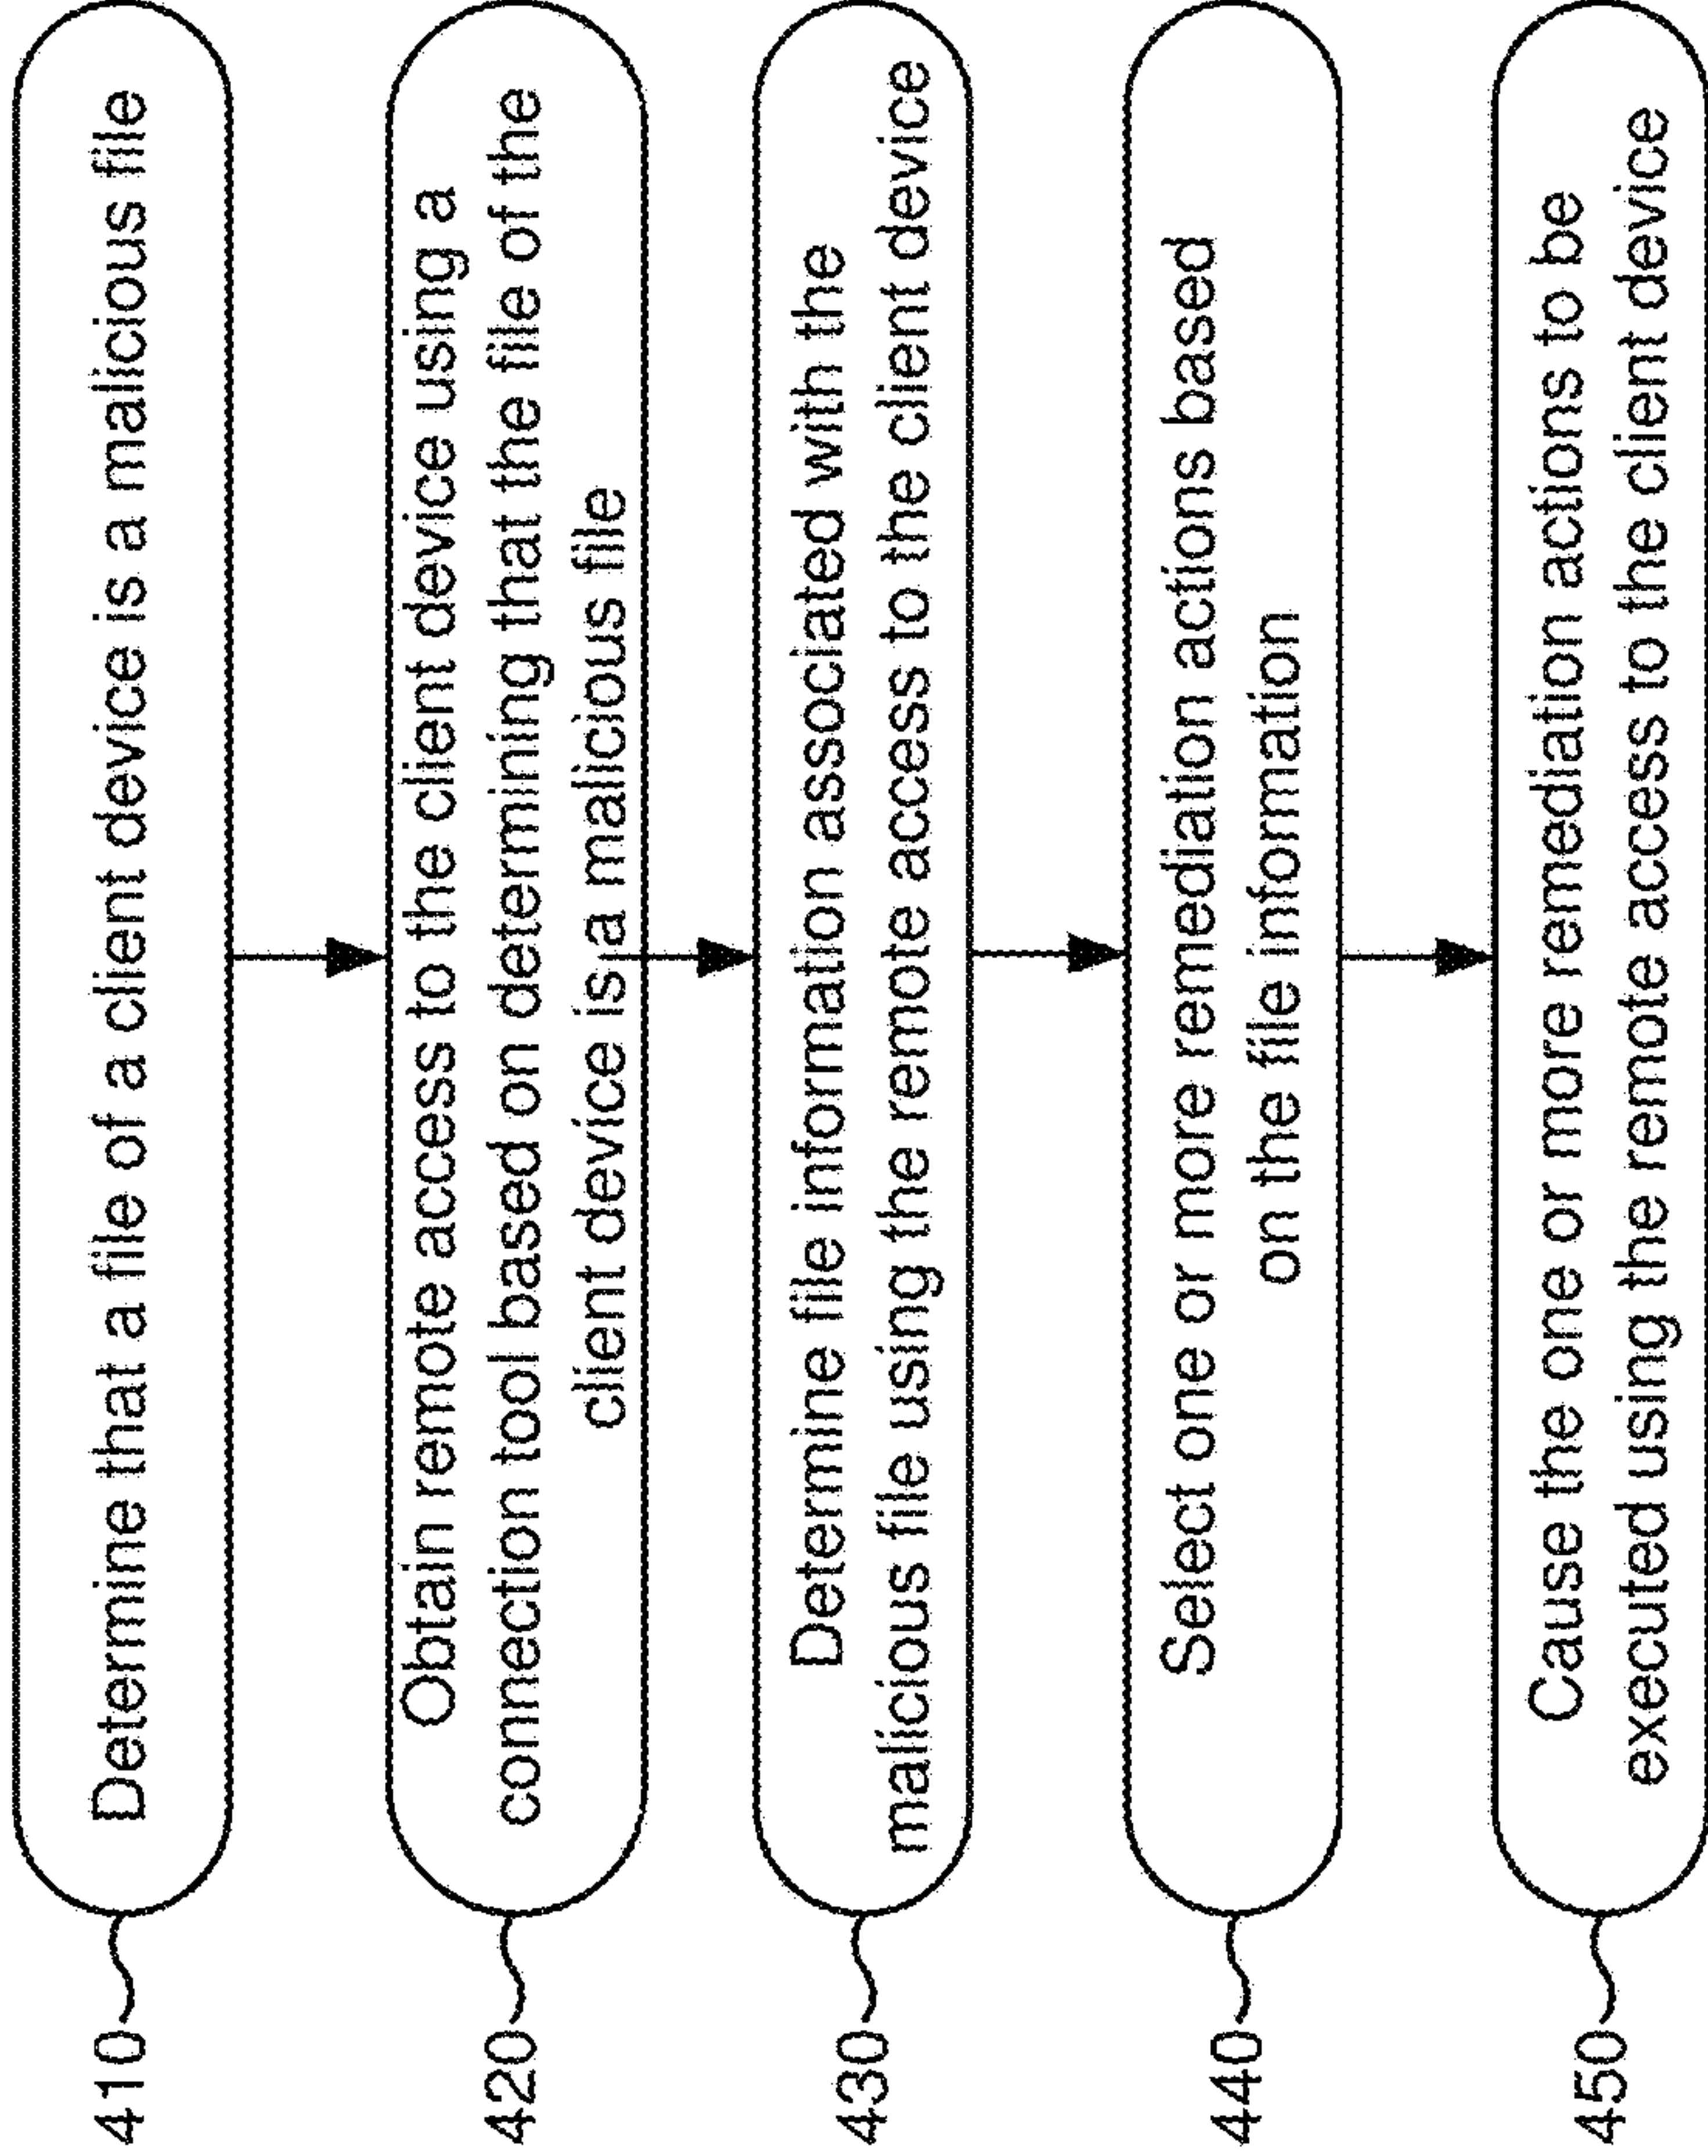 410
Determine that a file of a client device is a malicious file
420
Obtain remote access to the client device using a
connection tool based on determining that the file of the
client device is a malicious file
430
Determine file information associated with the
malicious file using the remote access to the client device
440
Select one or more remediation actions based
on the file information
450
Cause the one or more remediation actions to be
executed using the remote access to the client device